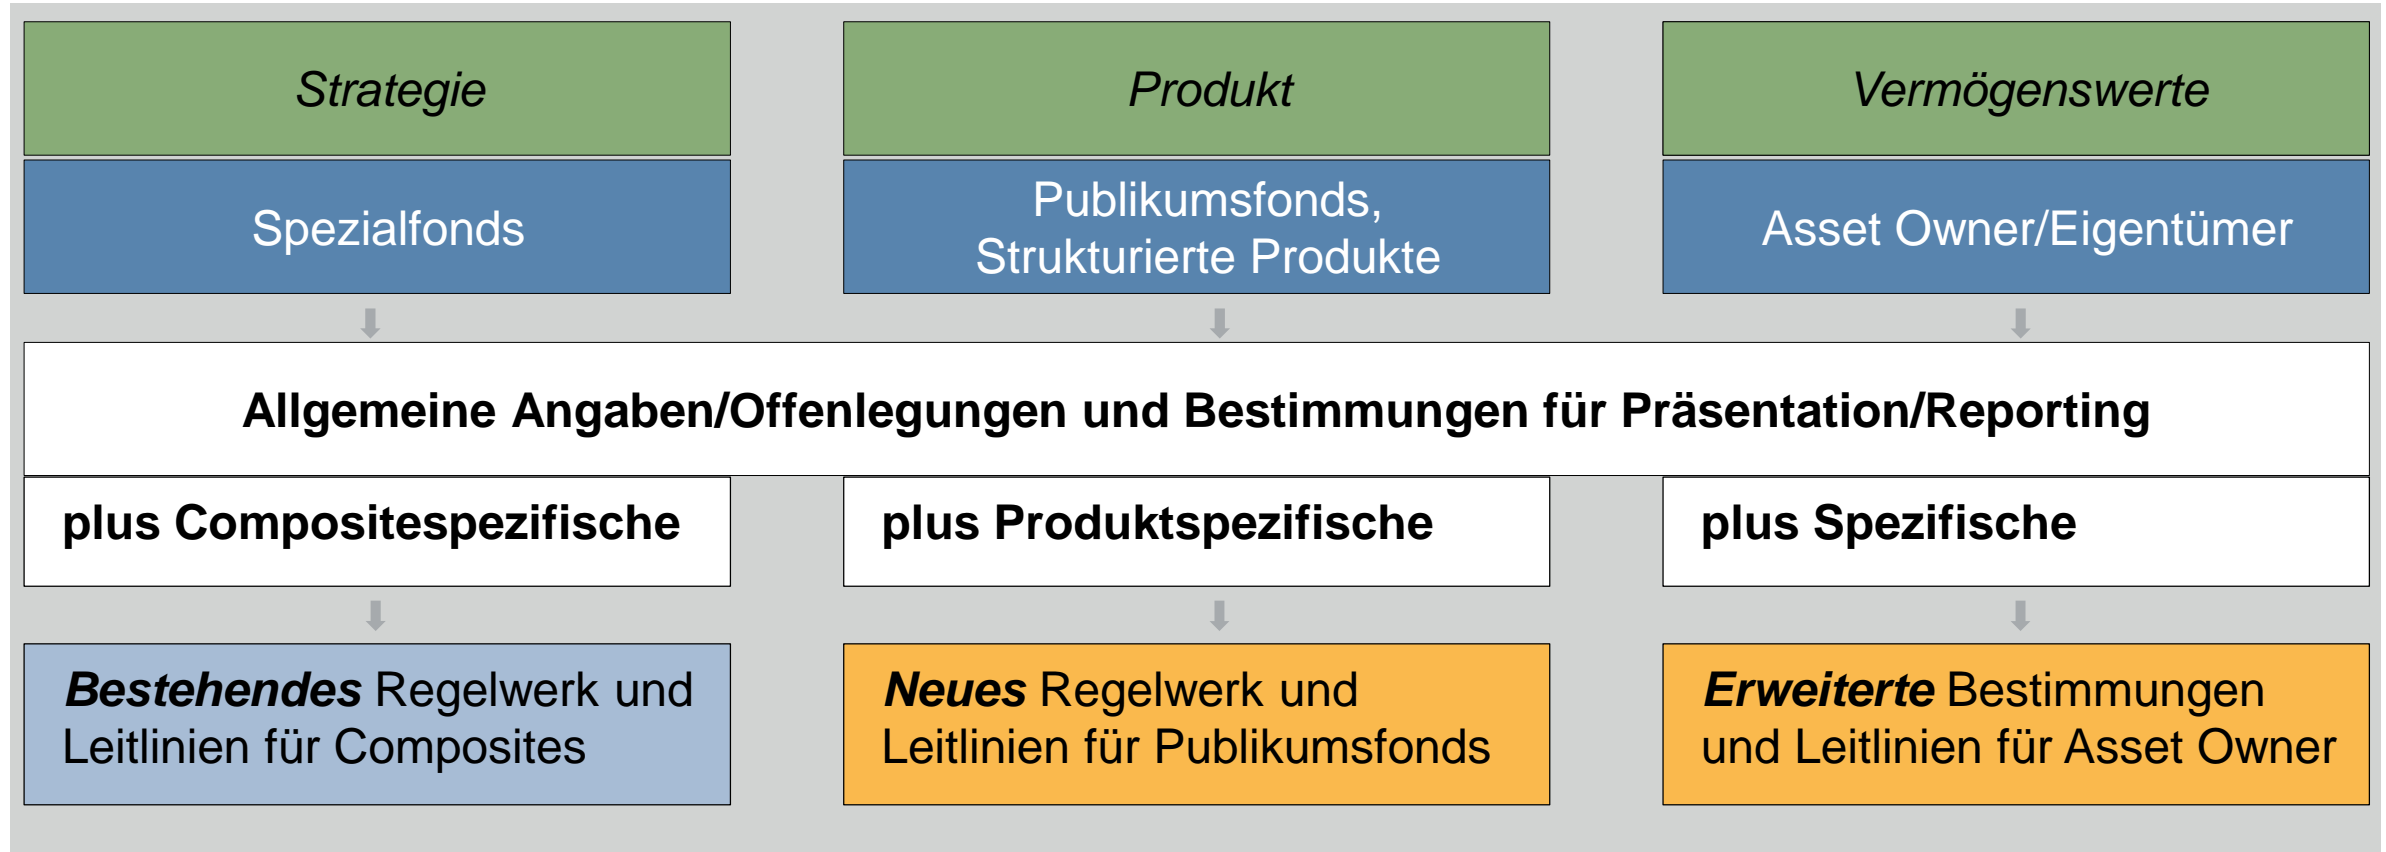 Strategie
Produkt
Vermögenswerte
Spezialfonds
Publikumsfonds,
Strukturierte Produkte
Asset Owner/Eigentümer
Allgemeine Angaben/Offenlegungen und Bestimmungen für Präsentation/Reporting
plus Compositespezifische
plus Produktspezifische
plus Spezifische
Bestehendes Regelwerk und
Leitlinien für Composites
Neues Regelwerk und
Leitlinien für Publikumsfonds
Erweiterte Bestimmungen
und Leitlinien für Asset Owner